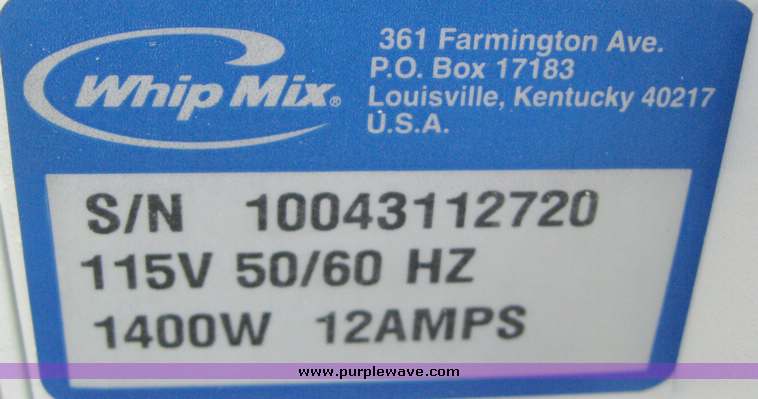 Whip Mix®
361 Farmington Ave.
P.O. Box 17183
Louisville, Kentucky 40217
U.S.A.
S/N 10043112720
115V 50/60 HZ
1400W 12AMPS
www.purplewave.com